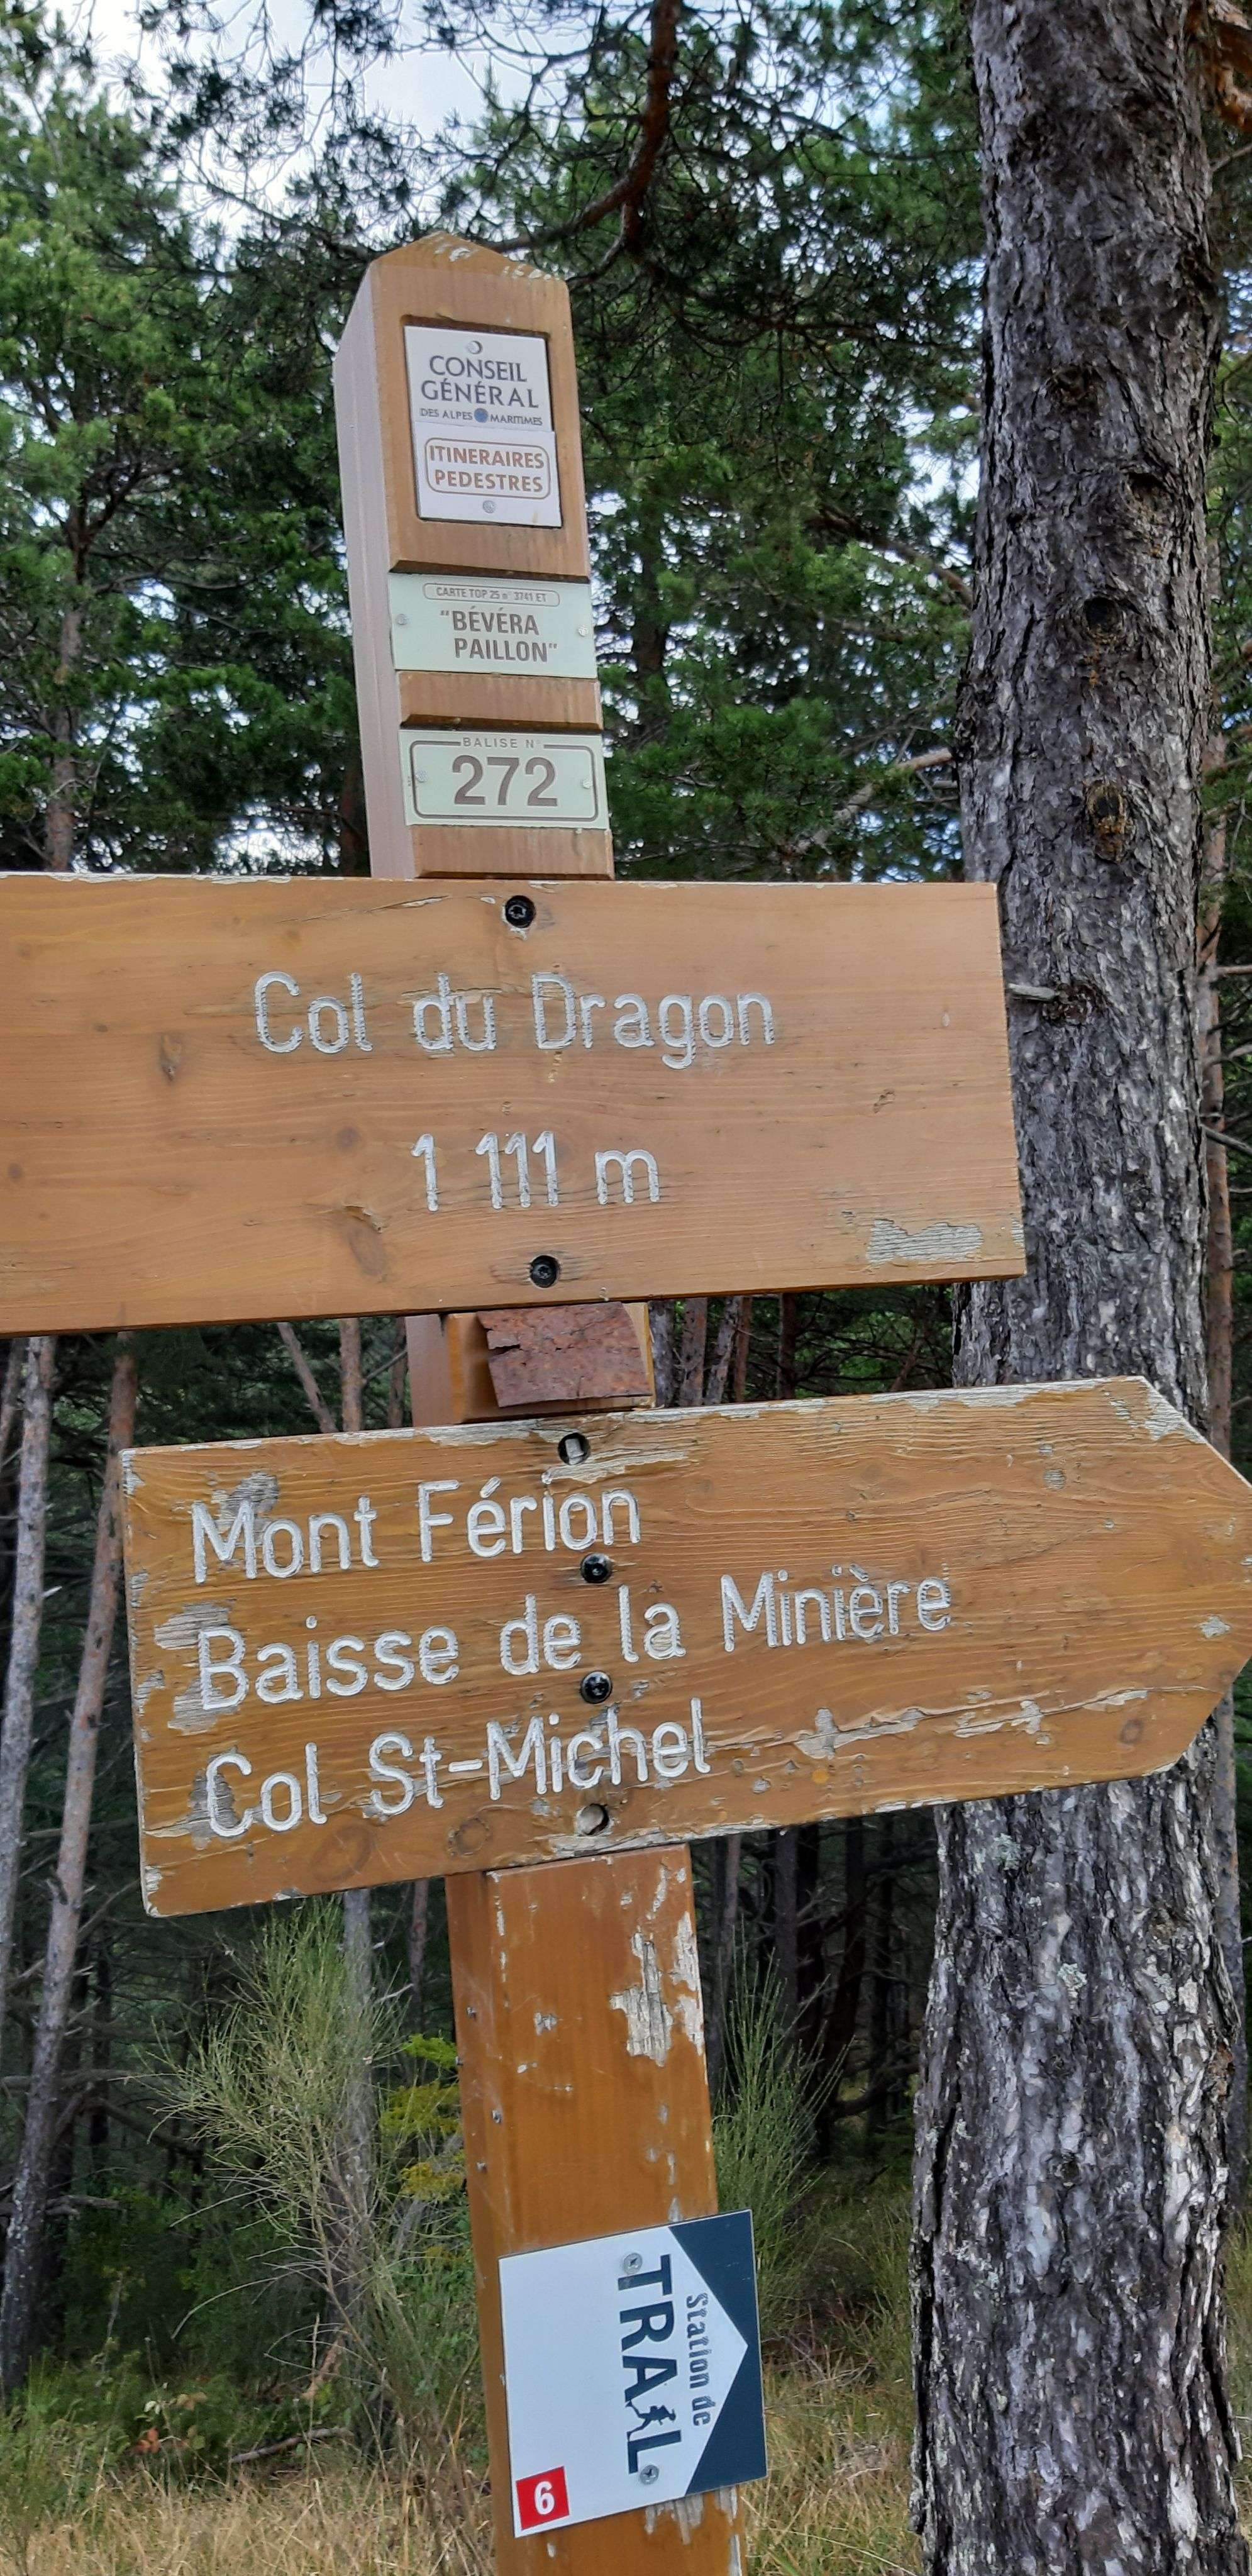 CONSEIL
GÉNÉRAL
DES ALPES MARITIMES
ITINERAIRES
PEDESTRES
CARTE TOP 25 n° 3741 ET
"BÉVÉRA
PAILLON"
BALISE N°
272
Col du Dragon
1 111 m
Mont Férion
Baisse de la Minière
Col St-Michel
Station de
TRAIL
6